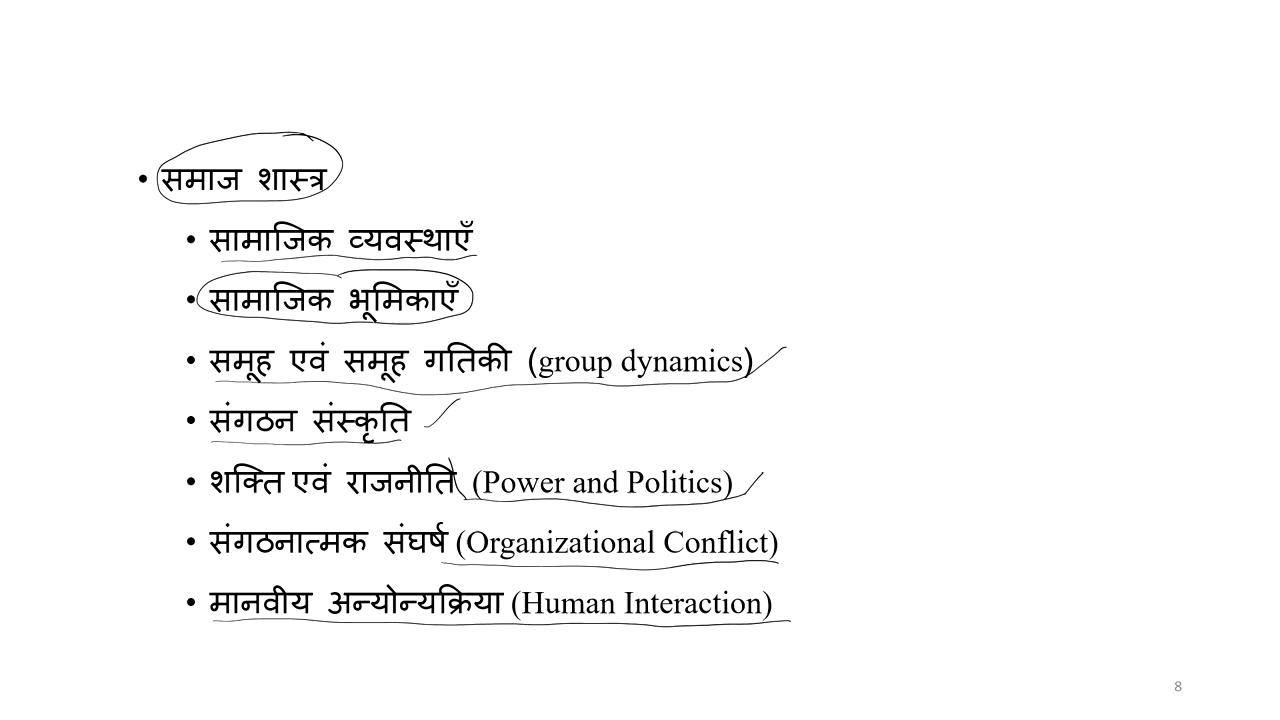 • समाज शास्त्र
• सामाजिक व्यवस्थाएँ
• सामाजिक भूमिकाएँ
• समूह एवं समूह गतिकी (group dynamics)
• संगठन संस्कृति
• शक्ति एवं राजनीति (Power and Politics)
• संगठनात्मक संघर्ष (Organizational Conflict)
• मानवीय अन्योन्यक्रिया (Human Interaction)
8